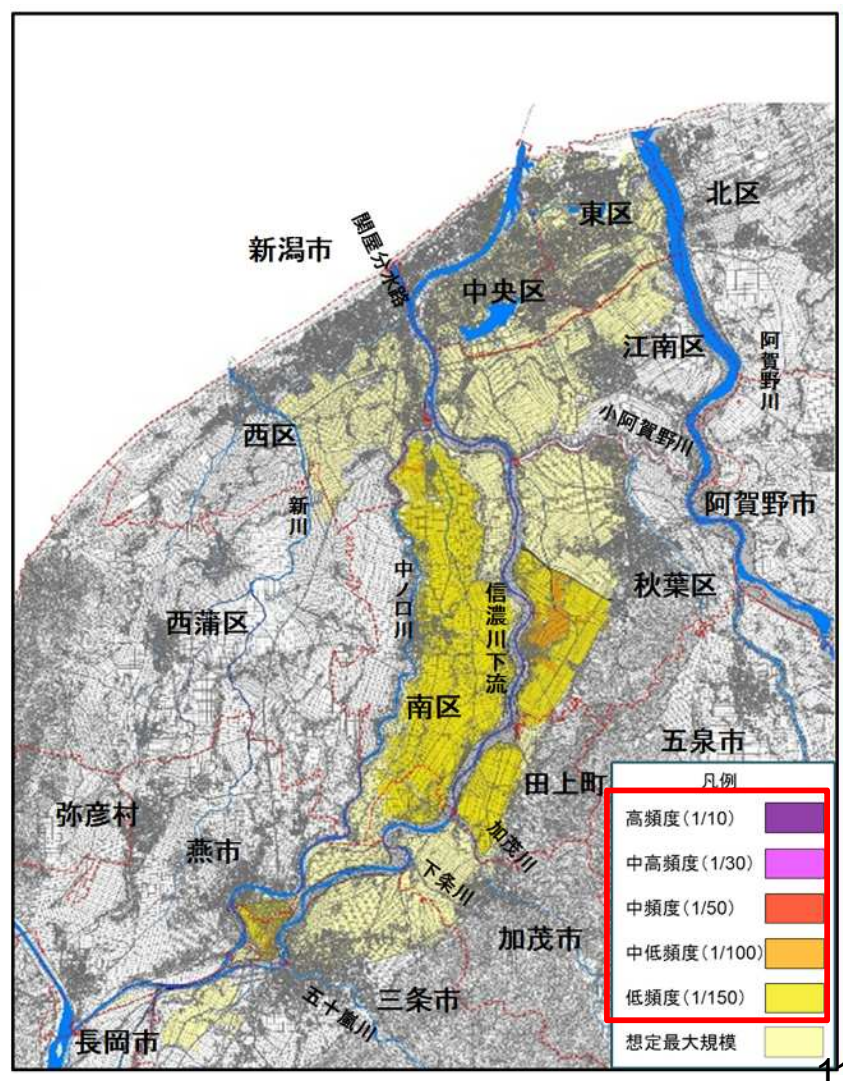 北区
東区
新潟市
関屋分水路
中央区
江南区
阿賀野川
小阿賀野川
西区
阿賀野市
新川
中ノ口川
信濃川下流
秋葉区
西蒲区
南区
五泉市
田上町
弥彦村
燕市
加茂川
下条川
加茂市
三条市
五十嵐川
長岡市
凡例
高頻度(1/10)
中高頻度(1/30)
中頻度(1/50)
中低頻度(1/100)
低頻度(1/150)
想定最大規模